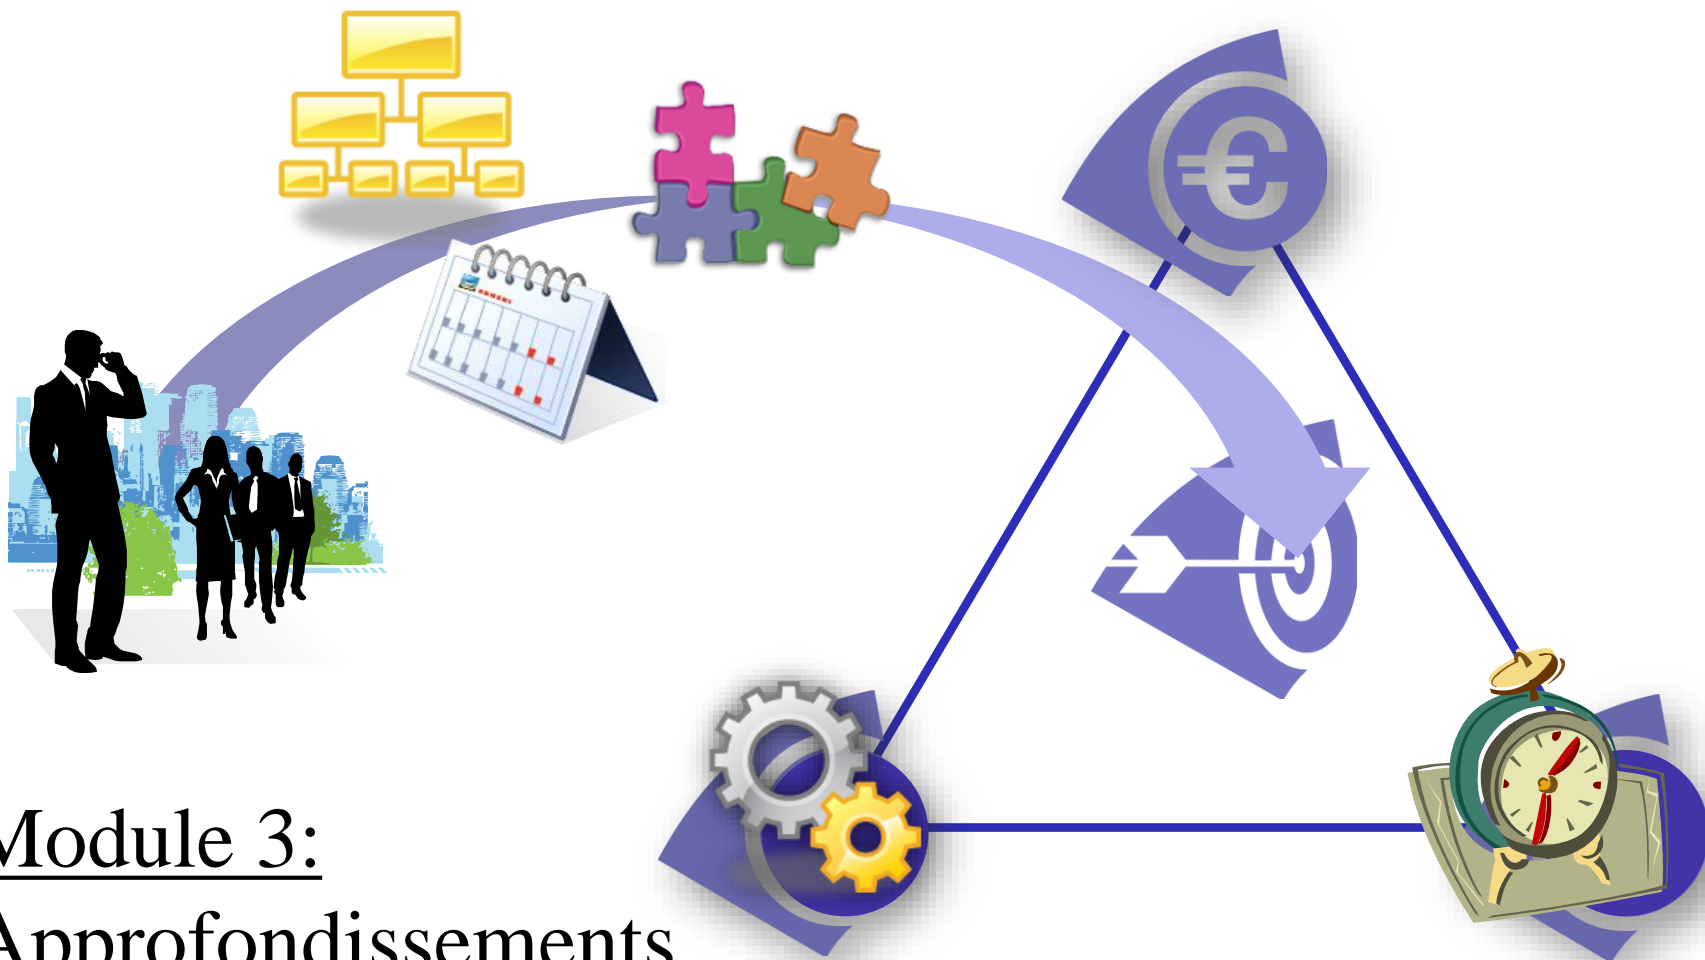 €
Module 3:
Approfondissements